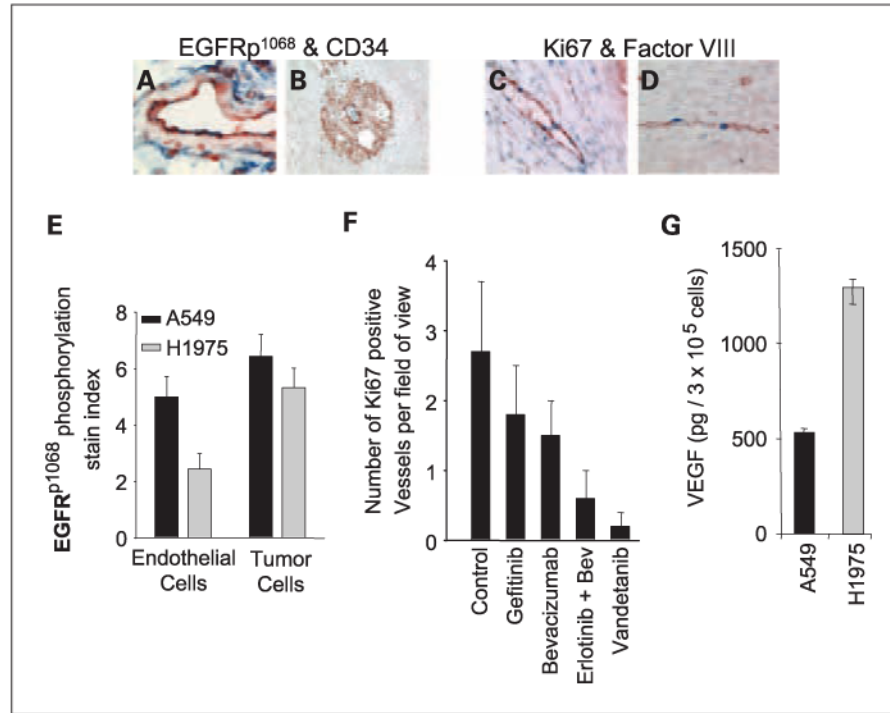 EGFRp¹⁰⁶⁸ & CD34
Ki67 & Factor VIII
A
B
C
D
E
EGFRᵖ¹⁰⁶⁸ phosphorylation
stain index
8
6
4
2
0
A549
H1975
Endothelial
Cells
Tumor
Cells
F
Number of Ki67 positive
Vessels per field of view
4
3
2
1
0
Control
Gefitinib
Bevacizumab
Erlotinib + Bev
Vandetanib
G
VEGF (pg / 3 x 10⁵ cells)
1500
1000
500
0
A549
H1975